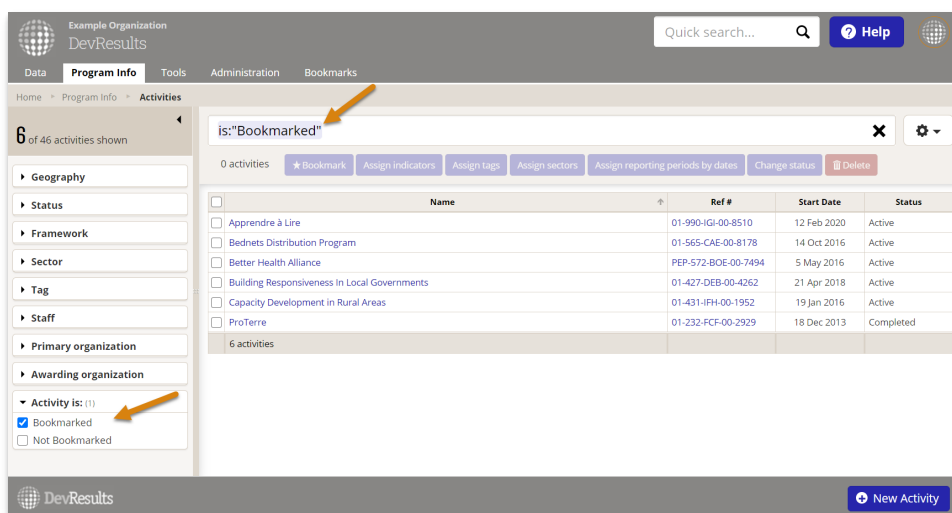 Example Organization
DevResults
Quick search...
Help
Data Program Info Tools Administration Bookmarks
Home Program Info Activities
6 of 46 activities shown
is:"Bookmarked"
0 activities Bookmark Assign indicators Assign tags Assign sectors Assign reporting periods by dates Change status Delete
Geography
Status
Framework
Sector
Tag
Staff
Primary organization
Awarding organization
Activity is: (1)
Bookmarked
Not Bookmarked
Name Ref # Start Date Status
Apprendre à Lire 01-990-IGI-00-8510 12 Feb 2020 Active
Bednets Distribution Program 01-565-CAE-00-8178 14 Oct 2016 Active
Better Health Alliance PEP-572-BOE-00-7494 5 May 2016 Active
Building Responsiveness In Local Governments 01-427-DEB-00-4262 21 Apr 2018 Active
Capacity Development in Rural Areas 01-431-IFH-00-1952 19 Jan 2016 Active
ProTerre 01-232-FCF-00-2929 18 Dec 2013 Completed
6 activities
DevResults
New Activity